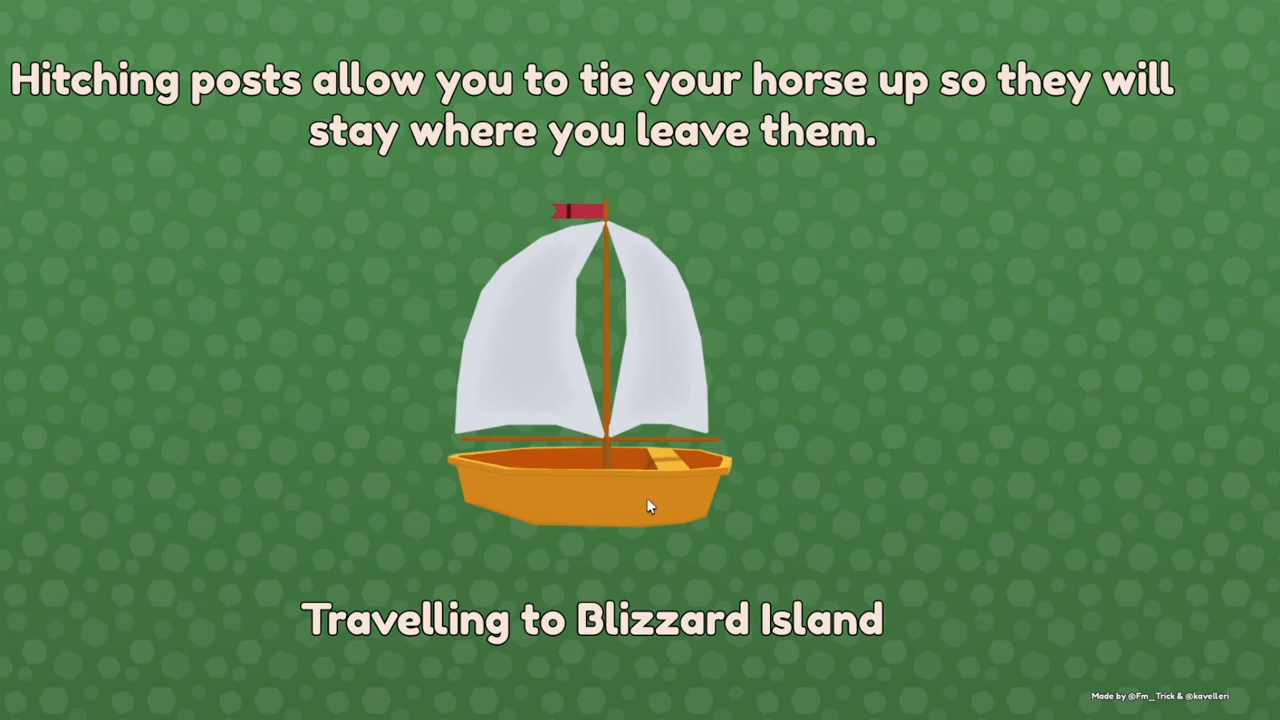 Hitching posts allow you to tie your horse up so they will
stay where you leave them.
Travelling to Blizzard Island
Made by @Fm_Trick & @kavelleri